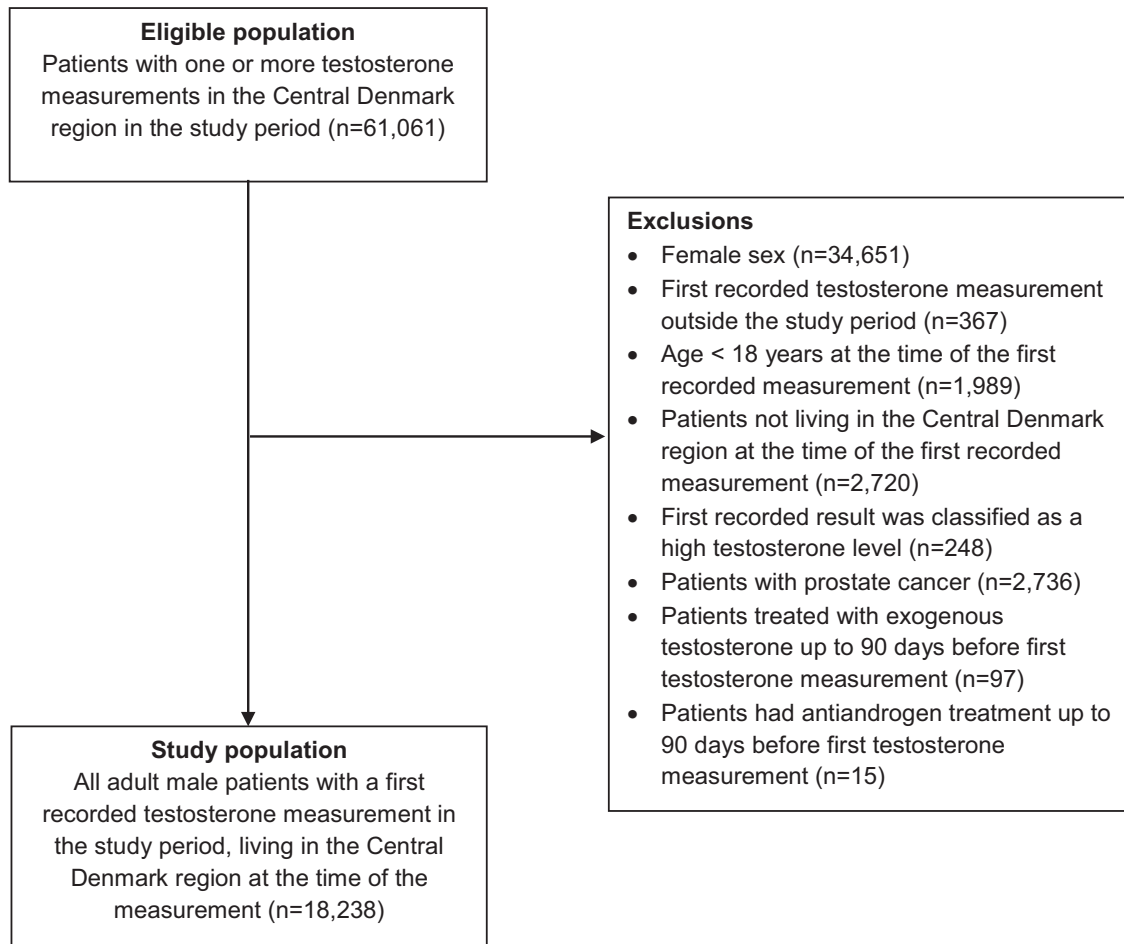 Eligible population
Patients with one or more testosterone
measurements in the Central Denmark
region in the study period (n=61,061)
Exclusions
• Female sex (n=34,651)
• First recorded testosterone measurement
outside the study period (n=367)
• Age < 18 years at the time of the first
recorded measurement (n=1,989)
• Patients not living in the Central Denmark
region at the time of the first recorded
measurement (n=2,720)
• First recorded result was classified as a
high testosterone level (n=248)
• Patients with prostate cancer (n=2,736)
• Patients treated with exogenous
testosterone up to 90 days before first
testosterone measurement (n=97)
• Patients had antiandrogen treatment up to
90 days before first testosterone
measurement (n=15)
Study population
All adult male patients with a first
recorded testosterone measurement in
the study period, living in the Central
Denmark region at the time of the
measurement (n=18,238)